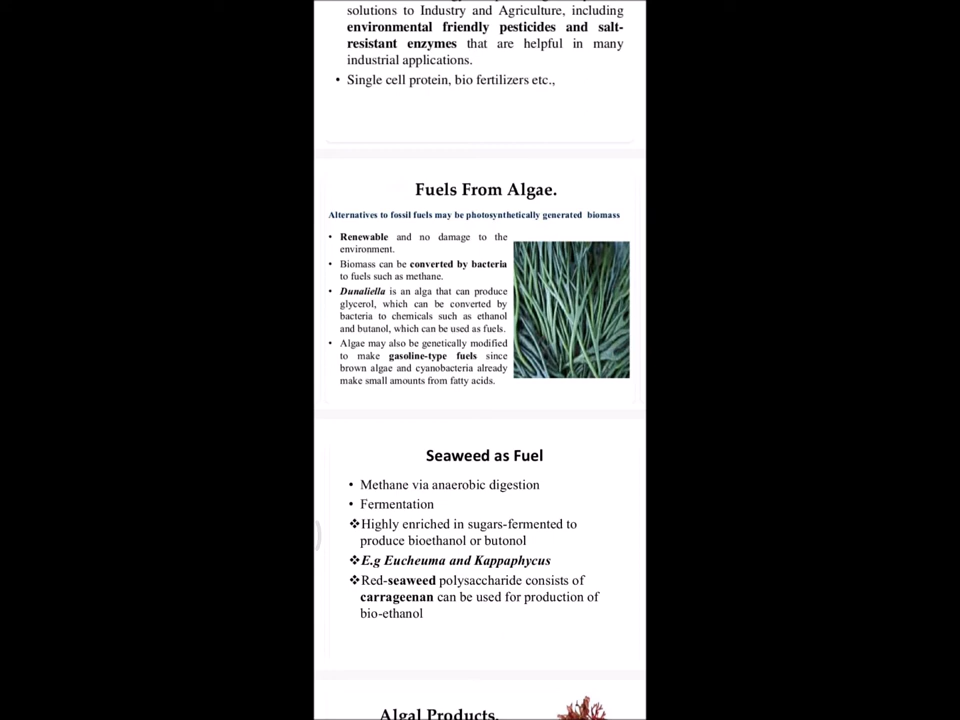 solutions to Industry and Agriculture, including
environmental friendly pesticides and salt-
resistant enzymes that are helpful in many
industrial applications.
• Single cell protein, bio fertilizers etc.,
Fuels From Algae.
Alternatives to fossil fuels may be photosynthetically generated biomass
• Renewable and no damage to the
environment.
• Biomass can be converted by bacteria
to fuels such as methane.
• Dunaliella is an alga that can produce
glycerol, which can be converted by
bacteria to chemicals such as ethanol
and butanol, which can be used as fuels.
• Algae may also be genetically modified
to make gasoline-type fuels since
brown algae and cyanobacteria already
make small amounts from fatty acids.
Seaweed as Fuel
• Methane via anaerobic digestion
• Fermentation
❖Highly enriched in sugars-fermented to
produce bioethanol or butonol
❖E.g Eucheuma and Kappaphycus
❖Red-seaweed polysaccharide consists of
carrageenan can be used for production of
bio-ethanol
Algal Products.